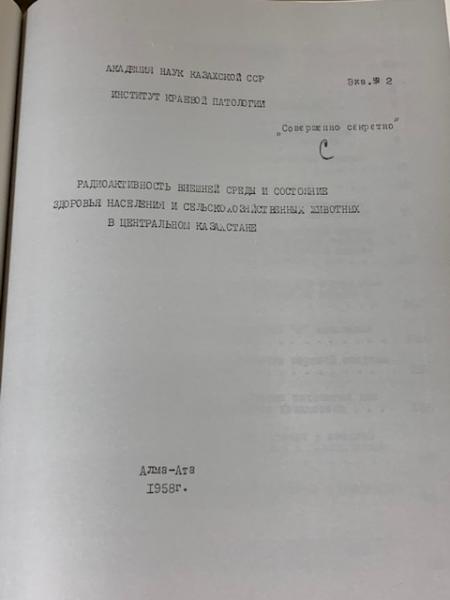 АКАДЕМИЯ НАУК КАЗАХСКОЙ ССР
Экз. № 2
ИНСТИТУТ КРАЕВОЙ ПАТОЛОГИИ
„Совершенно секретно"
С
РАДИОАКТИВНОСТЬ ВНЕШНЕЙ СРЕДЫ И СОСТОЯНИЕ
ЗДОРОВЬЯ НАСЕЛЕНИЯ И СЕЛЬСКОХОЗЯЙСТВЕННЫХ ЖИВОТНЫХ
В ЦЕНТРАЛЬНОМ КАЗАХСТАНЕ
Алма-Ата
1958г.